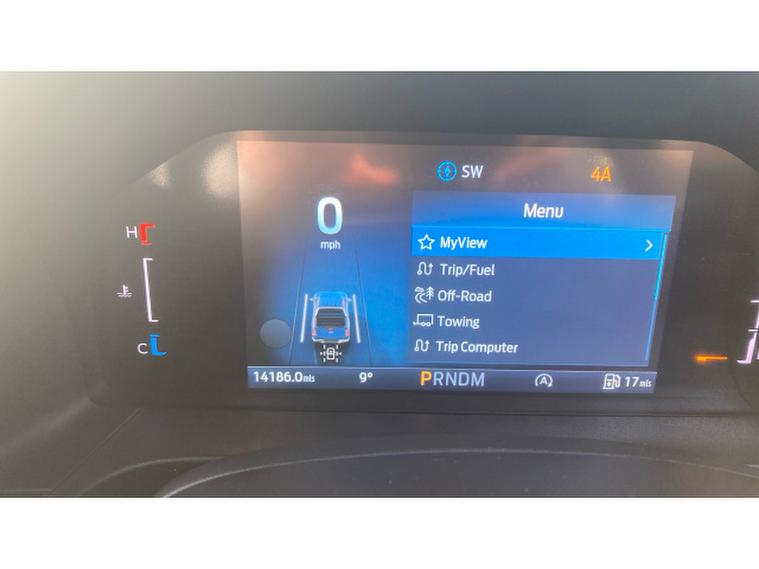 SW
4A
0
mph
Menu
MyView
Trip/Fuel
Off-Road
Towing
Trip Computer
H
C
14186.0mls 9° PRNDM A 17mls